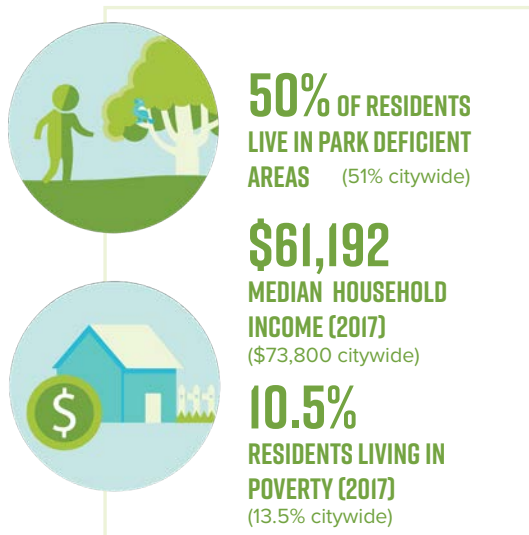 50% OF RESIDENTS
LIVE IN PARK DEFICIENT
AREAS (51% citywide)
$61,192
MEDIAN HOUSEHOLD
INCOME (2017)
($73,800 citywide)
$
10.5%
RESIDENTS LIVING IN
POVERTY (2017)
(13.5% citywide)